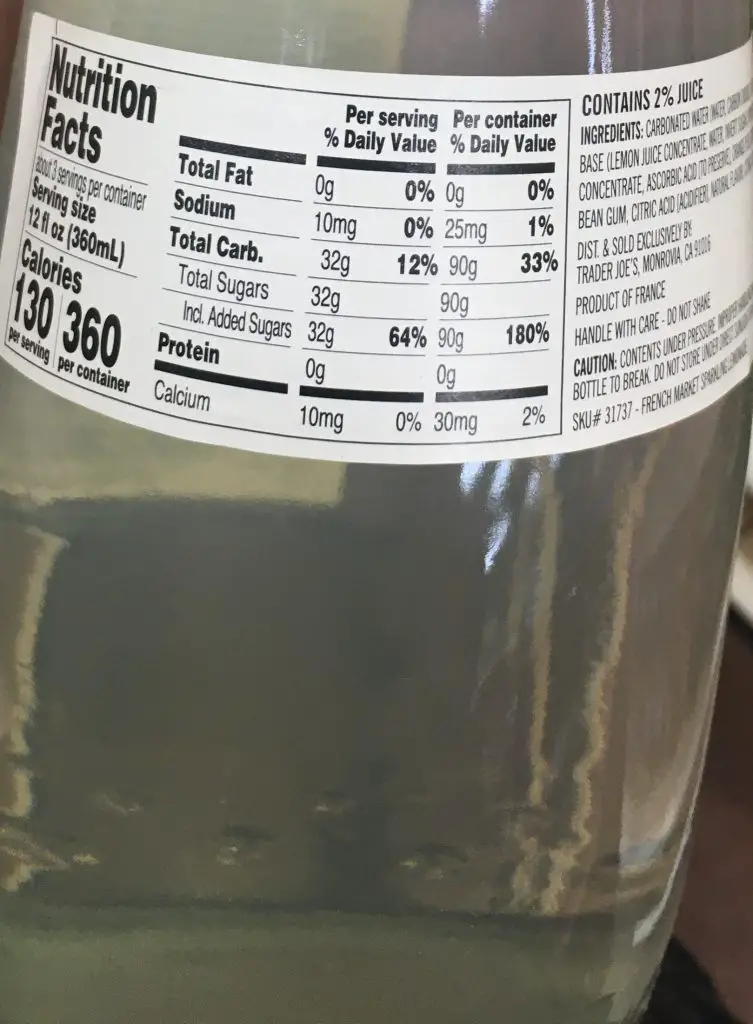 Nutrition
Facts
about 3 servings per container
Serving size
12 fl oz (360mL)
Calories
130 360
per serving per container
Per serving Per container
% Daily Value % Daily Value
Total Fat 0g 0% 0g 0%
Sodium 10mg 0% 25mg 1%
Total Carb. 32g 12% 90g 33%
Total Sugars 32g 90g
Incl. Added Sugars 32g 64% 90g 180%
Protein 0g 0g
Calcium 10mg 0% 30mg 2%
CONTAINS 2% JUICE
INGREDIENTS: CARBONATED WATER
BASE (LEMON JUICE CONCENTRATE, WATER,
CONCENTRATE, ASCORBIC ACID (TO PRESERVE),
BEAN GUM, CITRIC ACID (ACIDIFIER), NATURAL
DIST. & SOLD EXCLUSIVELY BY:
TRADER JOE'S, MONROVIA, CA 91016
PRODUCT OF FRANCE
HANDLE WITH CARE - DO NOT SHAKE
CAUTION: CONTENTS UNDER PRESSURE.
BOTTLE TO BREAK. DO NOT STORE UNDER
SKU# 31737 - FRENCH MARKET SPARKLING